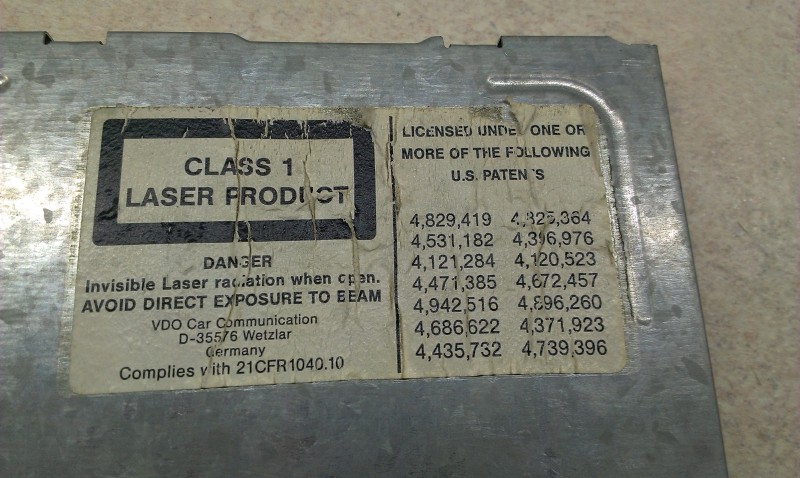 CLASS 1
LASER PRODUCT
DANGER
Invisible Laser radiation when open.
AVOID DIRECT EXPOSURE TO BEAM
VDO Car Communication
D-35576 Wetzlar
Germany
Complies with 21CFR1040.10
LICENSED UNDER ONE OR
MORE OF THE FOLLOWING
U.S. PATENTS
4,829,419 4,825,364
4,531,182 4,396,976
4,121,284 4,120,523
4,471,385 4,672,457
4,942,516 4,896,260
4,686,622 4,371,923
4,435,732 4,739,396